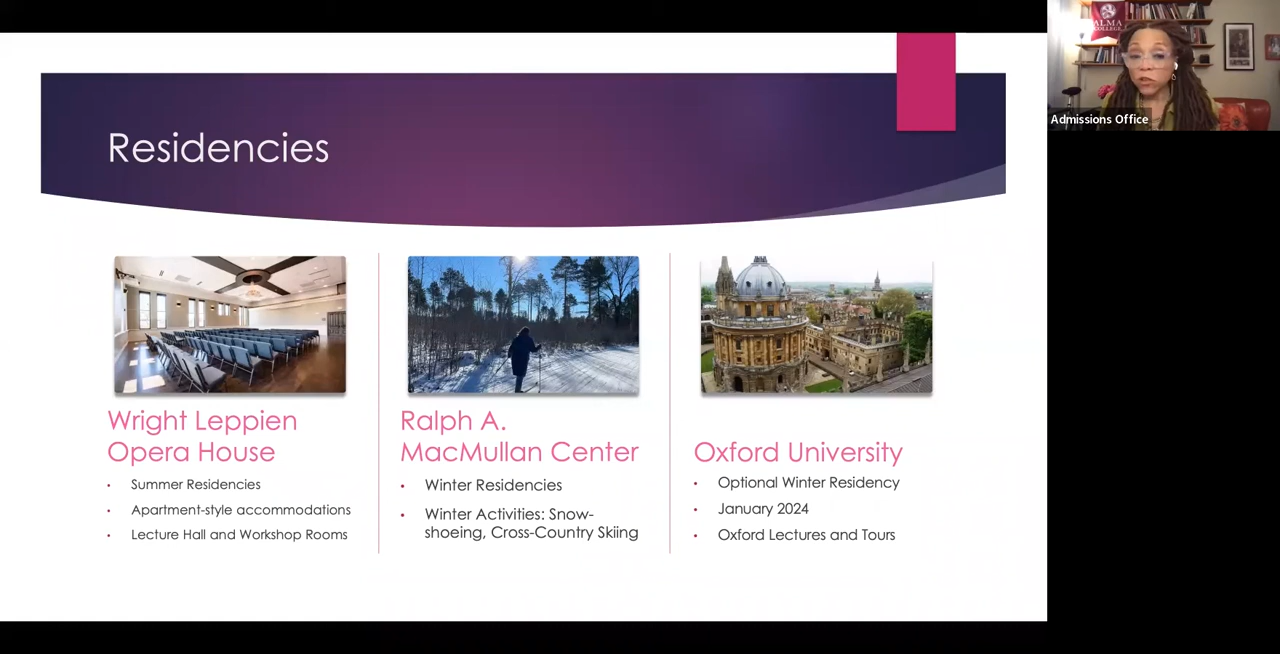 Residencies
Wright Leppien
Opera House
• Summer Residencies
• Apartment-style accommodations
• Lecture Hall and Workshop Rooms
Ralph A.
MacMullan Center
• Winter Residencies
• Winter Activities: Snow-
shoeing, Cross-Country Skiing
Oxford University
• Optional Winter Residency
• January 2024
• Oxford Lectures and Tours
ALMA
COLLEGE
Admissions Office